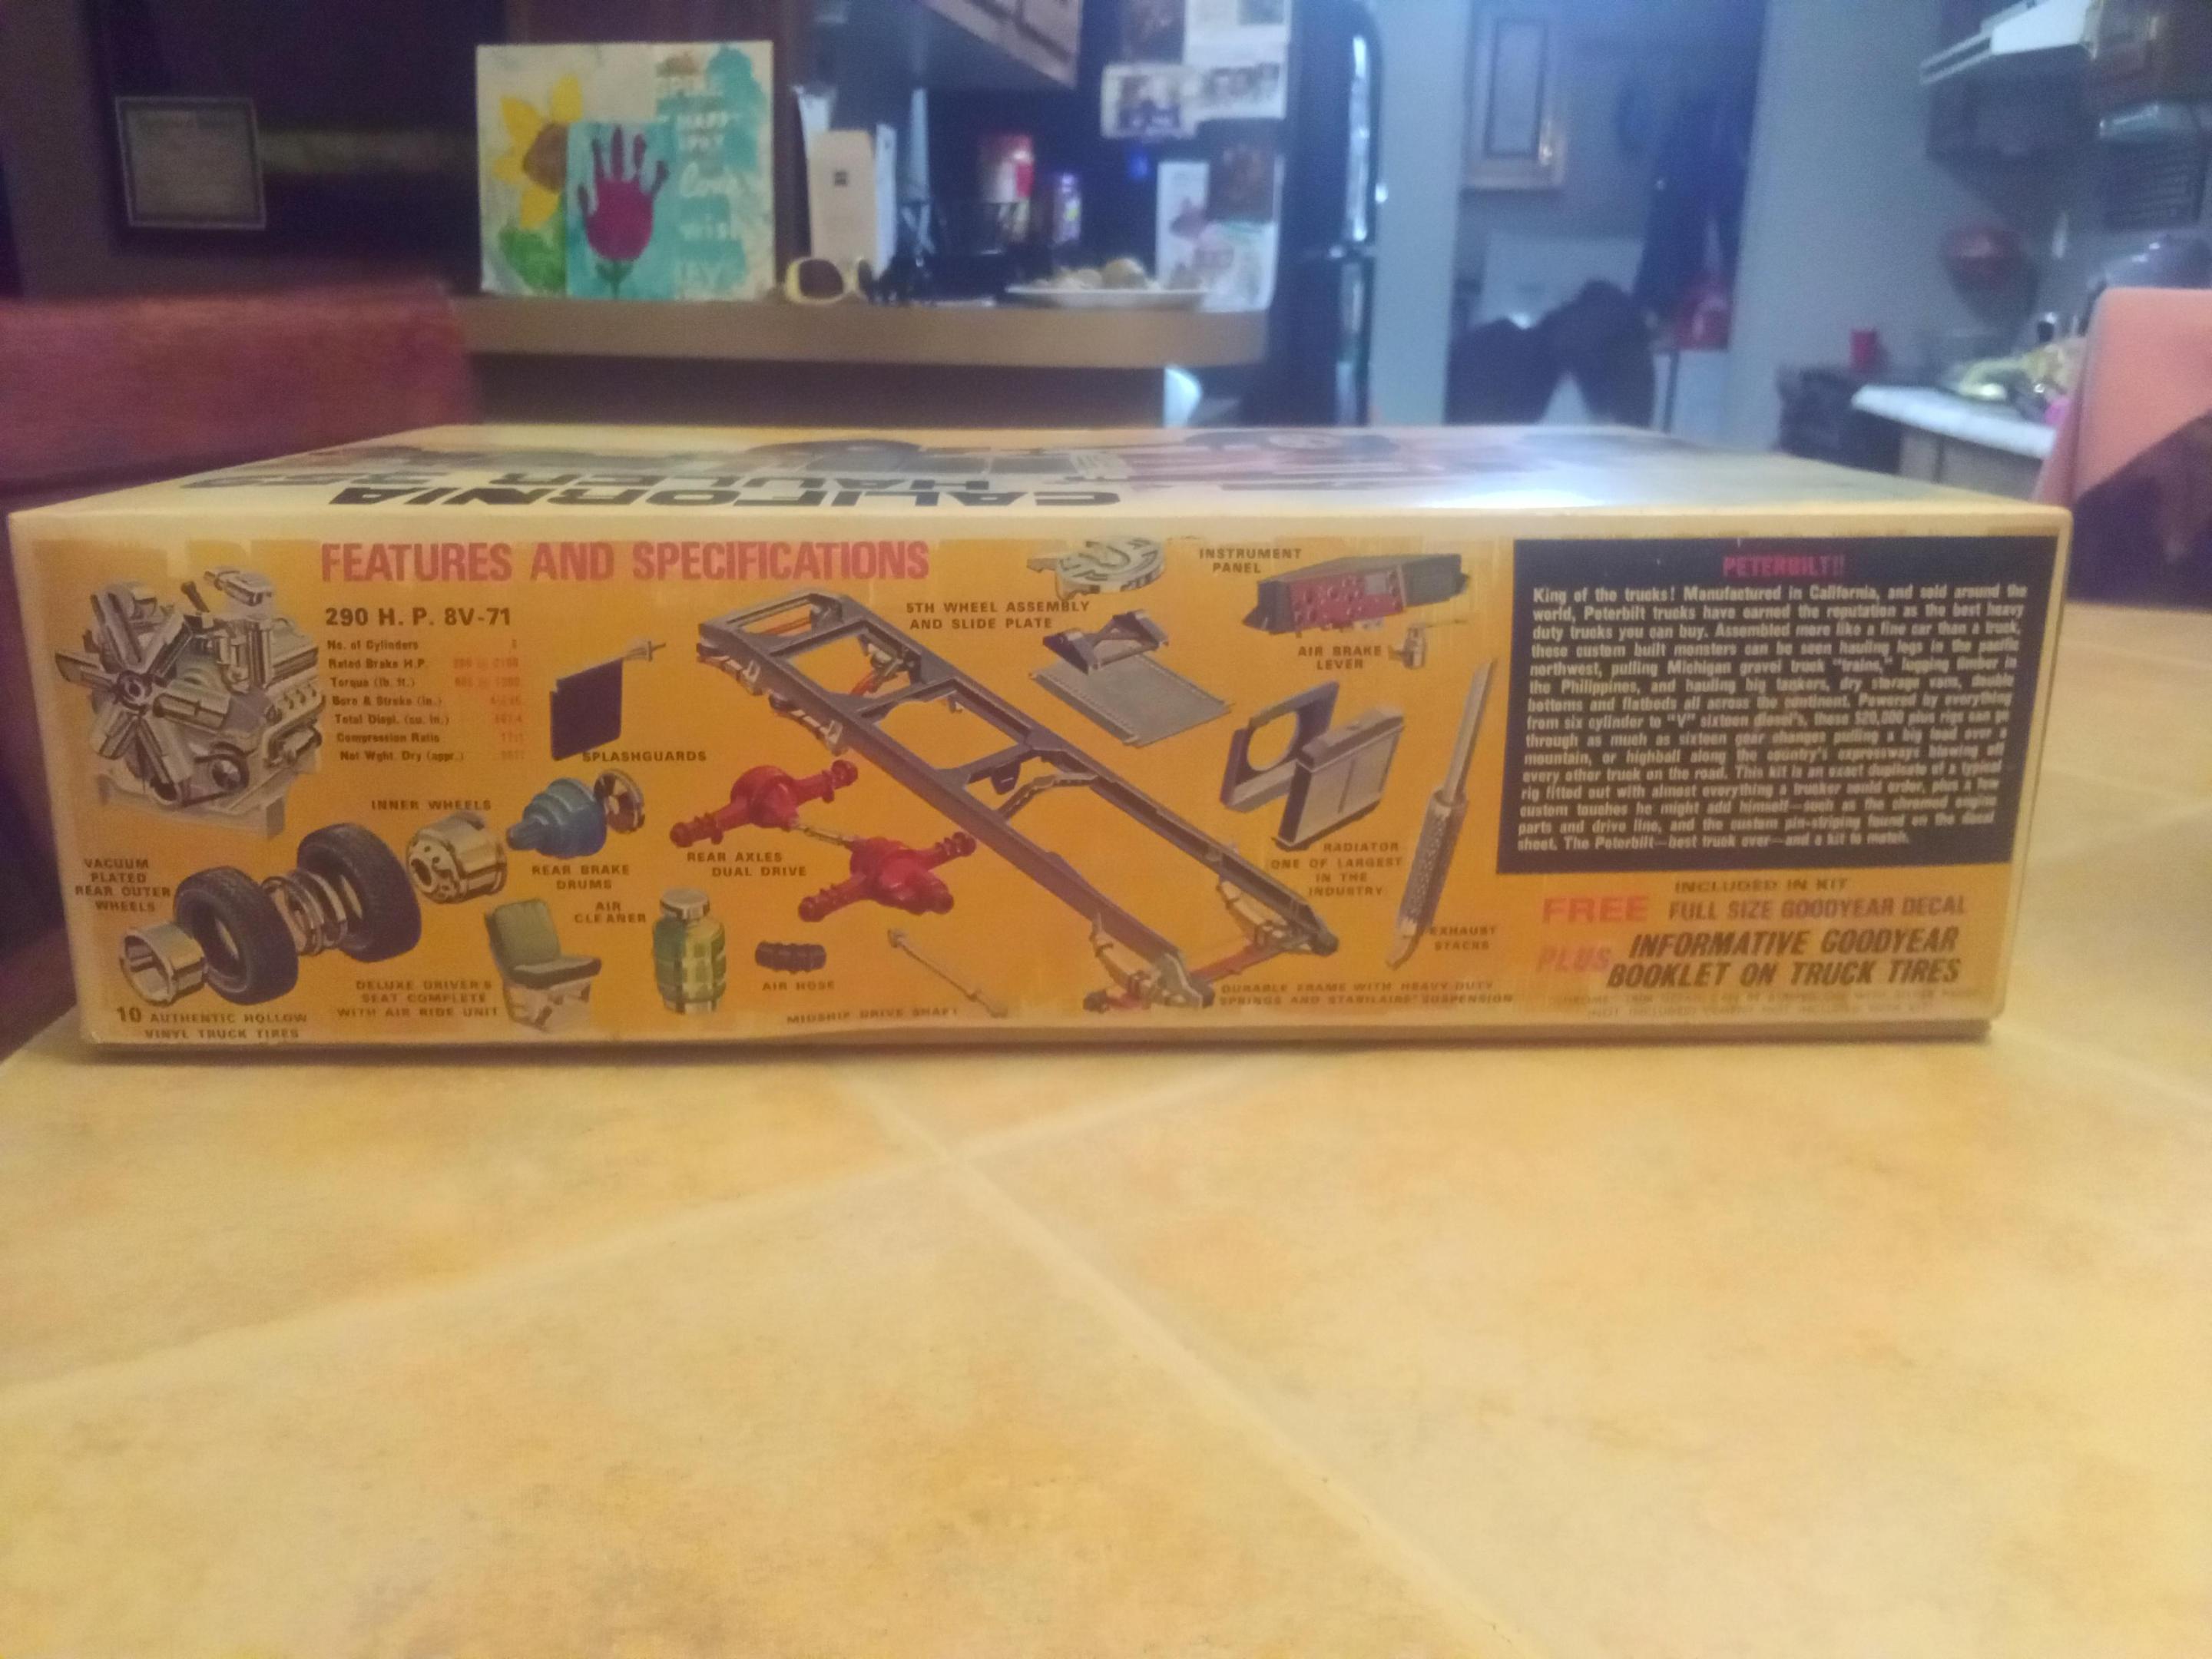 CALIFORNIA
HAULER 352
FEATURES AND SPECIFICATIONS
290 H. P. 8V-71
No. of Cylinders 8
Rated Brake H.P.
Torque (lb. ft.)
Bore & Stroke (in.)
Total Displ. (cu. in.)
Compression Ratio
Net Wght. Dry (appr.)
SPLASHGUARDS
5TH WHEEL ASSEMBLY
AND SLIDE PLATE
INSTRUMENT
PANEL
AIR BRAKE
LEVER
INNER WHEELS
REAR BRAKE
DRUMS
REAR AXLES
DUAL DRIVE
RADIATOR
ONE OF LARGEST
IN THE
INDUSTRY
VACUUM
PLATED
REAR OUTER
WHEELS
AIR
CLEANER
EXHAUST
STACKS
DELUXE DRIVER'S
SEAT COMPLETE
WITH AIR RIDE UNIT
AIR HOSE
MIDSHIP DRIVE SHAFT
DURABLE FRAME WITH HEAVY DUTY
SPRINGS AND STABILAIRE SUSPENSION
10 AUTHENTIC HOLLOW
VINYL TRUCK TIRES
PETERBILT!!
King of the trucks! Manufactured in California, and sold around the
world, Peterbilt trucks have earned the reputation as the best heavy
duty trucks you can buy. Assembled more like a fine car than a truck,
these custom built monsters can be seen hauling logs in the pacific
northwest, pulling Michigan gravel truck "trains," lugging timber in
the Philippines, and hauling big tankers, dry storage vans, double
bottoms and flatbeds all across the continent. Powered by everything
from six cylinder to "V" sixteen diesel's, these $20,000 plus rigs can go
through as much as sixteen gear changes pulling a big load over a
mountain, or highball along the country's expressways blowing off
every other truck on the road. This kit is an exact duplicate of a typical
rig fitted out with almost everything a trucker would order, plus a few
custom touches he might add himself—such as the chromed engine
parts and drive line, and the custom pin-striping found on the decal
sheet. The Peterbilt—best truck over—and a kit to match.
INCLUDED IN KIT
FREE FULL SIZE GOODYEAR DECAL
PLUS INFORMATIVE GOODYEAR
BOOKLET ON TRUCK TIRES